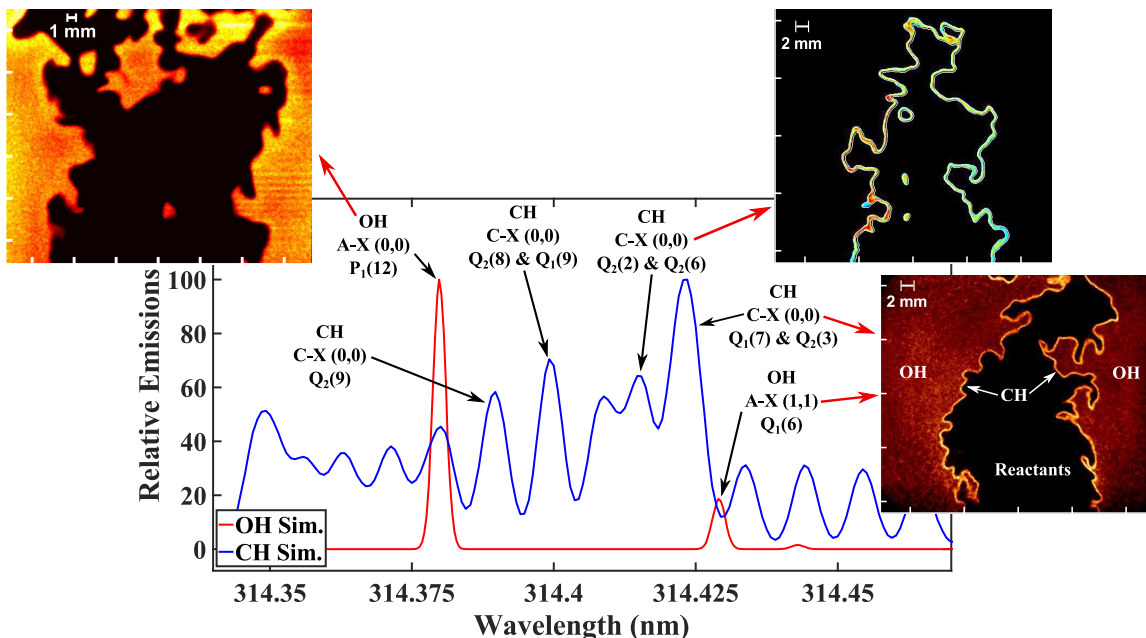 1 mm
2 mm
OH
A-X (0,0)
P₁(12)
CH
C-X (0,0)
Q₂(8) & Q₁(9)
CH
C-X (0,0)
Q₂(2) & Q₂(6)
CH
C-X (0,0)
Q₂(9)
CH
C-X (0,0)
Q₁(7) & Q₂(3)
OH
A-X (1,1)
Q₁(6)
2 mm
OH
OH
CH
Reactants
Relative Emissions
100
80
60
40
20
0
OH Sim.
CH Sim.
314.35
314.375
314.4
314.425
314.45
Wavelength (nm)